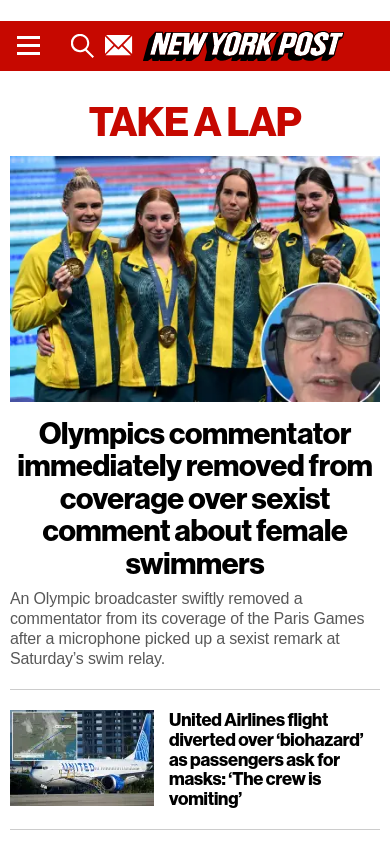 NEW YORK POST
TAKE A LAP
Olympics commentator
immediately removed from
coverage over sexist
comment about female
swimmers
An Olympic broadcaster swiftly removed a
commentator from its coverage of the Paris Games
after a microphone picked up a sexist remark at
Saturday’s swim relay.
UNITED
United Airlines flight
diverted over ‘biohazard’
as passengers ask for
masks: ‘The crew is
vomiting’